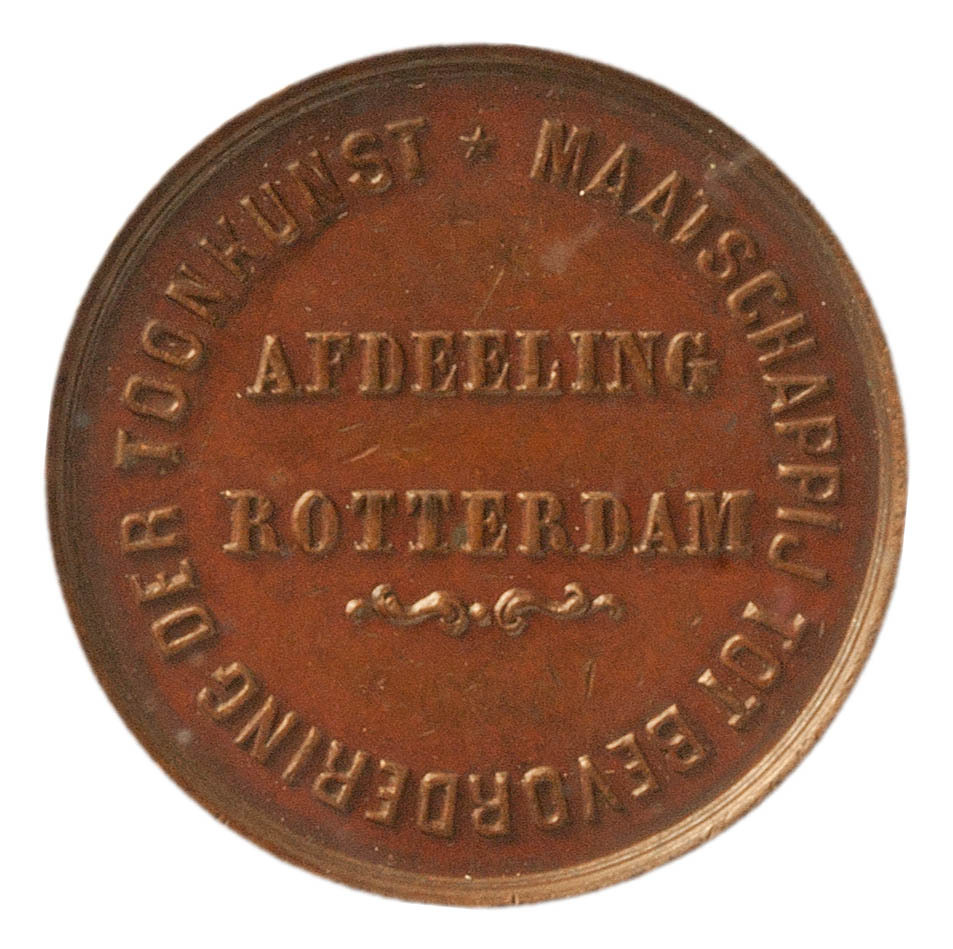 MAATSCHAPPIJ TOT BEVORDERING DER TOONKUNST
AFDEELING
ROTTERDAM